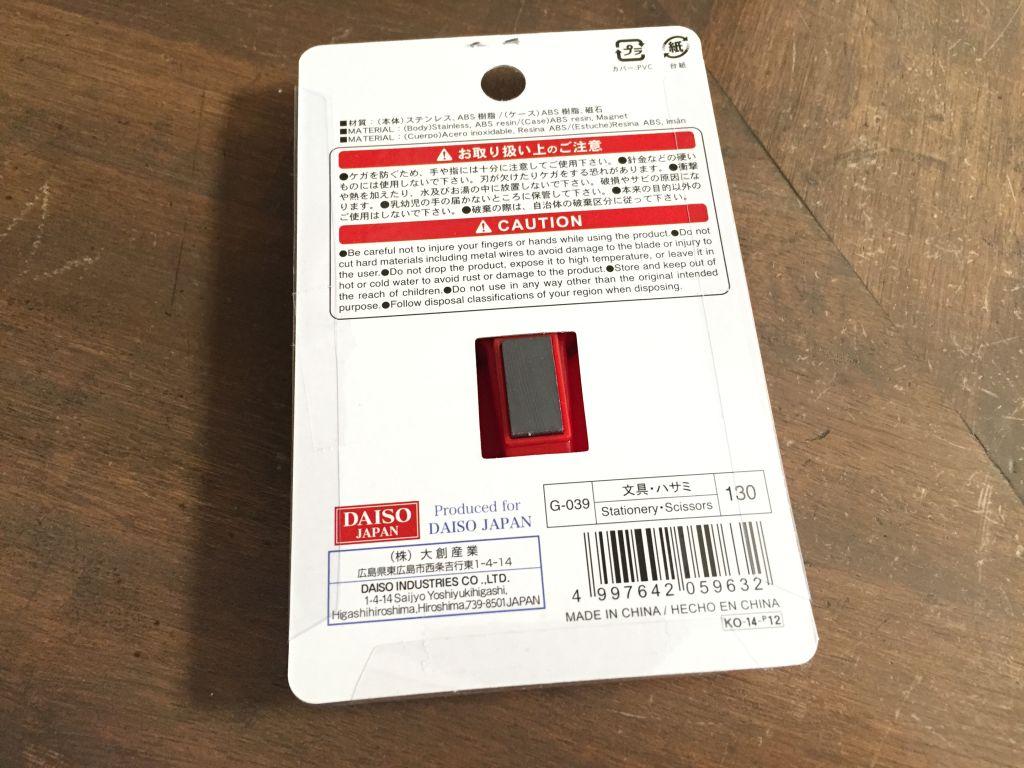 プラ 紙
カバー:PVC 台紙
■材質:(本体)ステンレス、ABS樹脂/(ケース)ABS樹脂、磁石
■MATERIAL:(Body)Stainless, ABS resin/(Case)ABS resin, Magnet
■MATERIAL:(Cuerpo)Acero inoxidable, Resina ABS/(Estuche)Resina ABS, imán
お取り扱い上のご注意
●ケガを防ぐため、手や指には十分に注意してご使用下さい。●針金などの硬い
ものには使用しないで下さい。刃が欠けたりケガをする恐れがあります。●衝撃
や熱を加えたり、水及びお湯の中に放置しないで下さい。破損やサビの原因にな
ります。●乳幼児の手の届かないところに保管して下さい。●本来の目的以外の
ご使用はしないで下さい。●破棄の際は、自治体の破棄区分に従って下さい。
CAUTION
●Be careful not to injure your fingers or hands while using the product.●Do not
cut hard materials including metal wires to avoid damage to the blade or injury to
the user.●Do not drop the product, expose it to high temperature, or leave it in
hot or cold water to avoid rust or damage to the product.●Store and keep out of
the reach of children.●Do not use in any way other than the original intended
purpose.●Follow disposal classifications of your region when disposing.
DAISO
JAPAN
Produced for
DAISO JAPAN
G-039 文具・ハサミ 130
Stationery・Scissors
(株)大創産業
広島県東広島市西条吉行東1-4-14
DAISO INDUSTRIES CO.,LTD.
1-4-14 Saijyo Yoshiyukihigashi,
Higashihiroshima,Hiroshima,739-8501JAPAN
4 997642 059632
MADE IN CHINA / HECHO EN CHINA
KO-14-P12